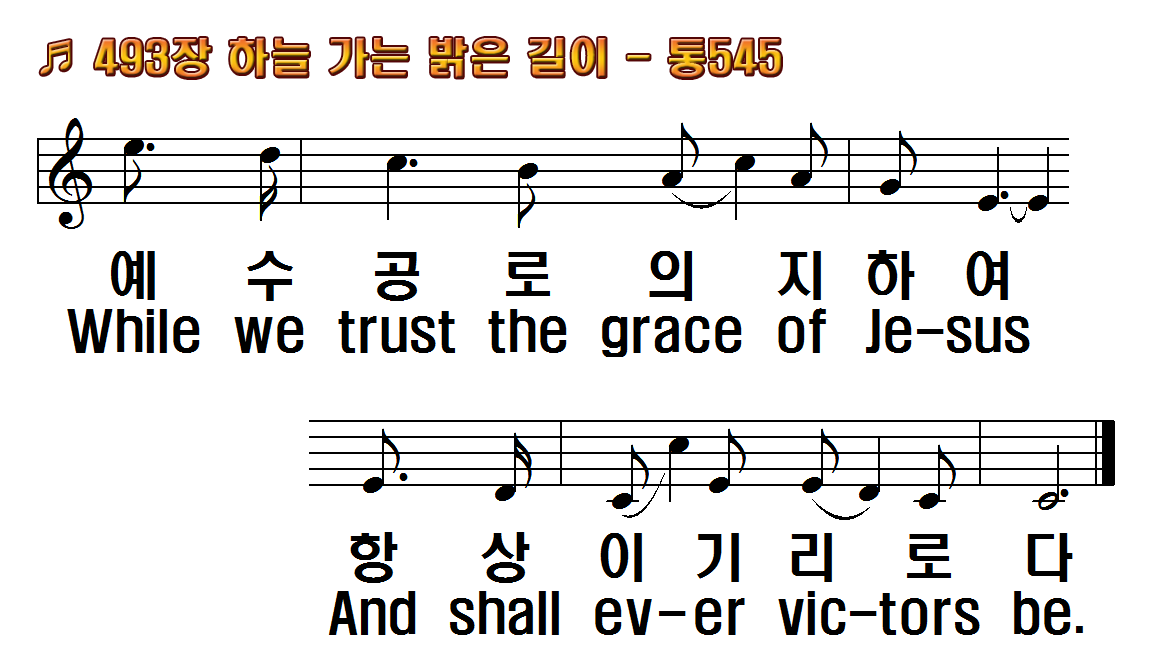 ♬ 493장 하늘 가는 밝은 길이 - 통545
예 수 공 로 의 지 하 여
While we trust the grace of Je-sus
항 상 이 기 리 로 다
And shall ev-er vic-tors be.